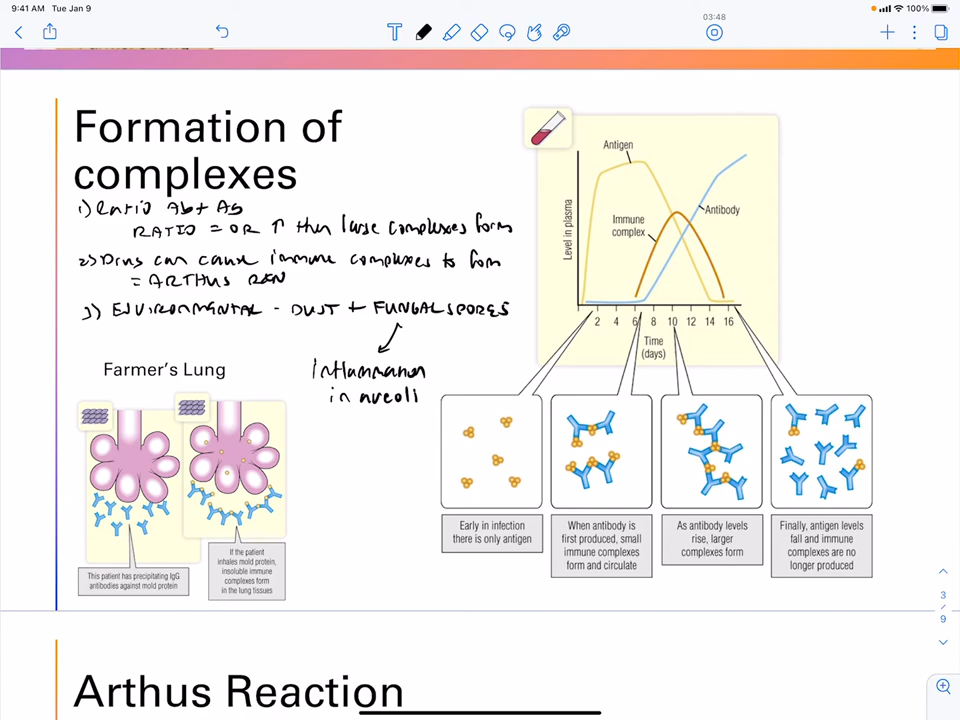 9:41 AM Tue Jan 9
100%
03:48
Farmer's lung
Formation of
complexes
1) Ratio Ab + Ag
RATIO = OR ↑ then large complexes form
2) Drugs can cause immune complexes to form
= ARTHUS RXN
3) ENVIRONMENTAL - DUST + FUNGAL SPORES
Inflammation
in aveoli
Farmer's Lung
This patient has precipitating IgG
antibodies against mold protein
If the patient
inhales mold protein,
insoluble immune
complexes form
in the lung tissues
Antigen
Immune
complex
Antibody
Level in plasma
2 4 6 8 10 12 14 16
Time
(days)
Early in infection
there is only antigen
When antibody is
first produced, small
immune complexes
form and circulate
As antibody levels
rise, larger
complexes form
Finally, antigen levels
fall and immune
complexes are no
longer produced
3
/
9
Arthus Reaction